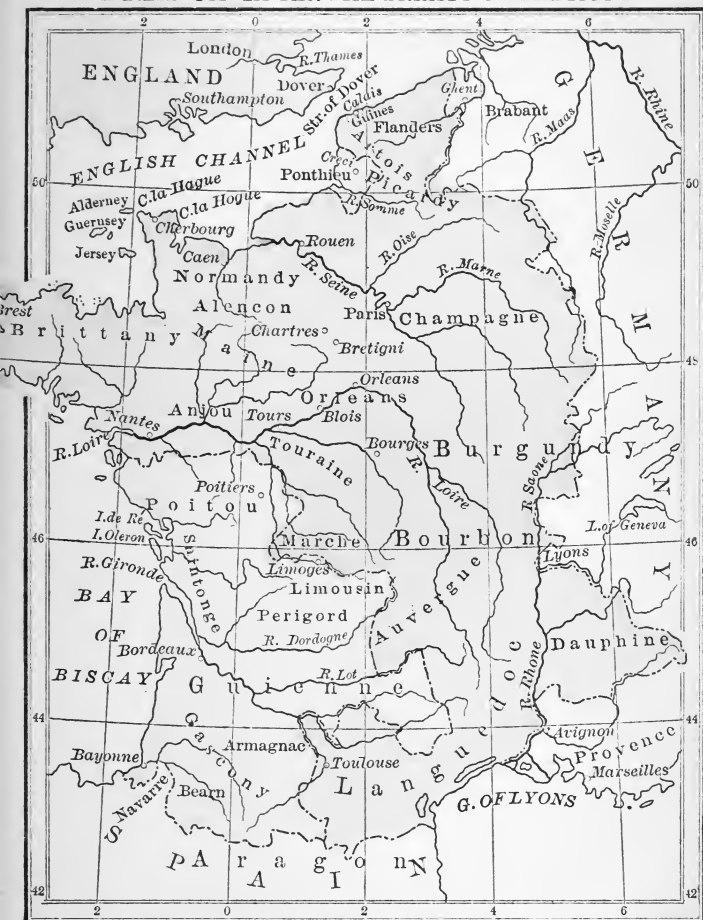 2 0 2 4 6
London
R. Thames
ENGLAND
Dover
Southampton
Str. of Dover
Calais
Guines
Ghent
Flanders
Brabant
R. Maas
R. Rhine
GERMANY
Artois
ENGLISH CHANNEL
Creci
Ponthieu
Picardy
50 50
Alderney
C. la Hague
C. la Hogue
Guernsey
Cherbourg
R. Somme
R. Moselle
Jersey
Caen
Rouen
R. Oise
R. Marne
Normandy
R. Seine
Alencon
Paris
Champagne
Brest
Brittany
Maine
Chartres
Bretigni
Orleans
Orleans
Anjou
Tours
Blois
Nantes
R. Loire
Touraine
Bourges
R. Loire
Burgundy
R Saone
Poitiers
Poitou
I. de Re
I. Oleron
46 46
L. of Geneva
Marche
Bourbon
Lyons
Saintonge
Limoges
R. Gironde
Limousin
BAY
Perigord
Auvergne
OF
R. Dordogne
Dauphine
Bordeaux
BISCAY
R. Lot
R. Rhone
Guienne
44 44
Gascony
Armagnac
Avignon
Provence
Bayonne
Toulouse
Languedoc
Marseilles
Navarre
Bearn
G. OF LYONS
SPAIN
Aragon
42 42
2 0 2 4 6